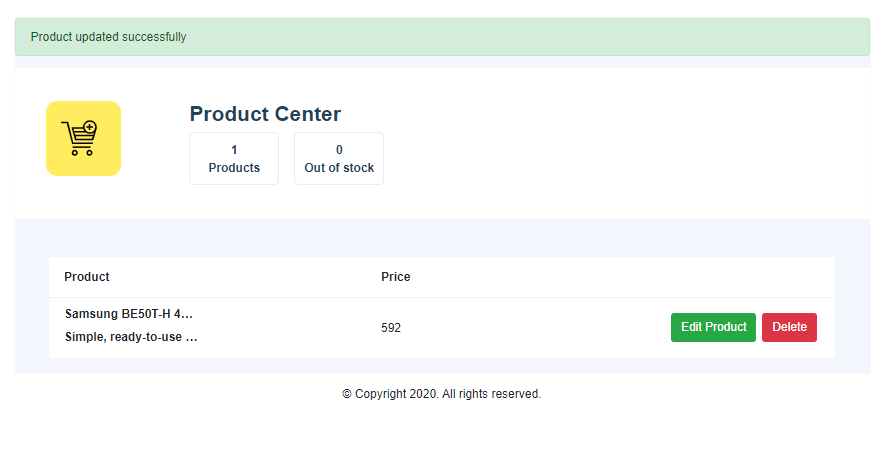 Product updated successfully
Product Center
1
Products
0
Out of stock
Product Price
Samsung BE50T-H 4…
Simple, ready-to-use …
592
Edit Product Delete
© Copyright 2020. All rights reserved.